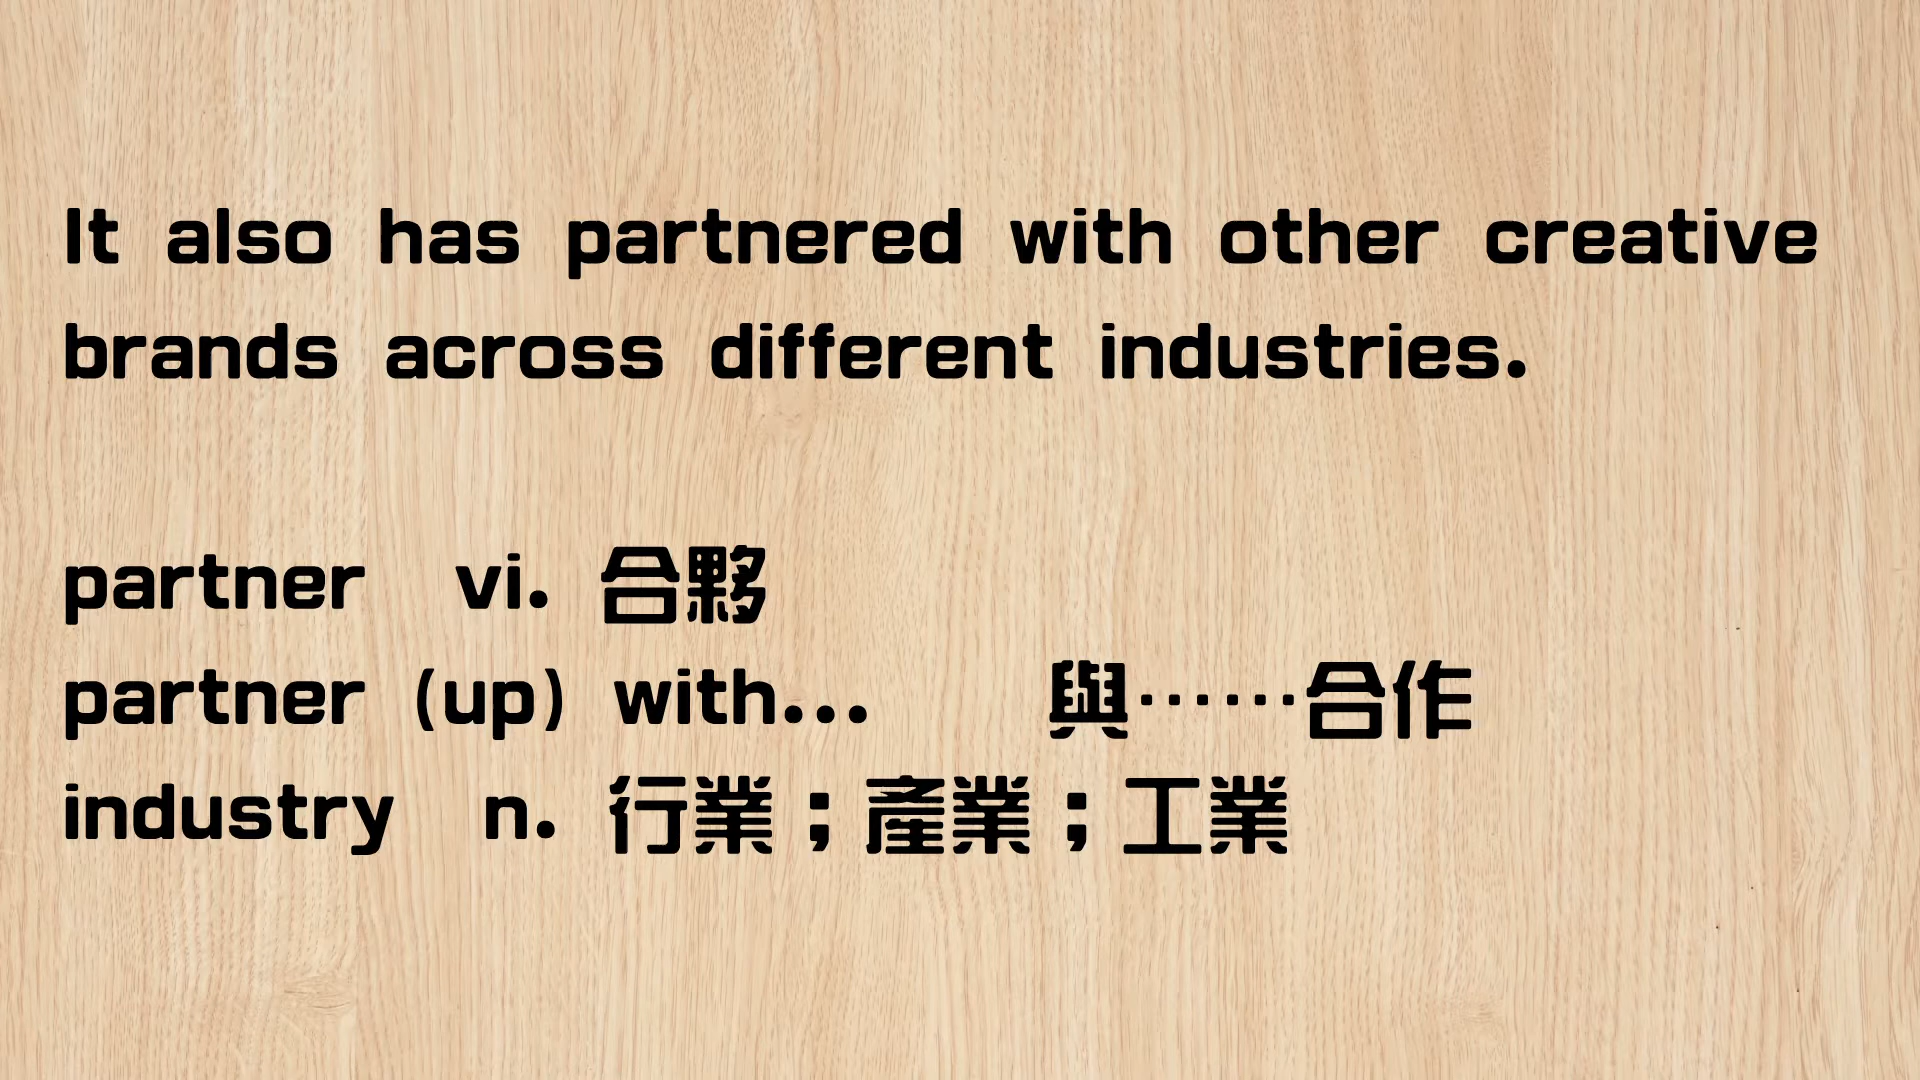 It also has partnered with other creative
brands across different industries.
partner vi. 合夥
partner (up) with... 與⋯⋯合作
industry n. 行業；產業；工業